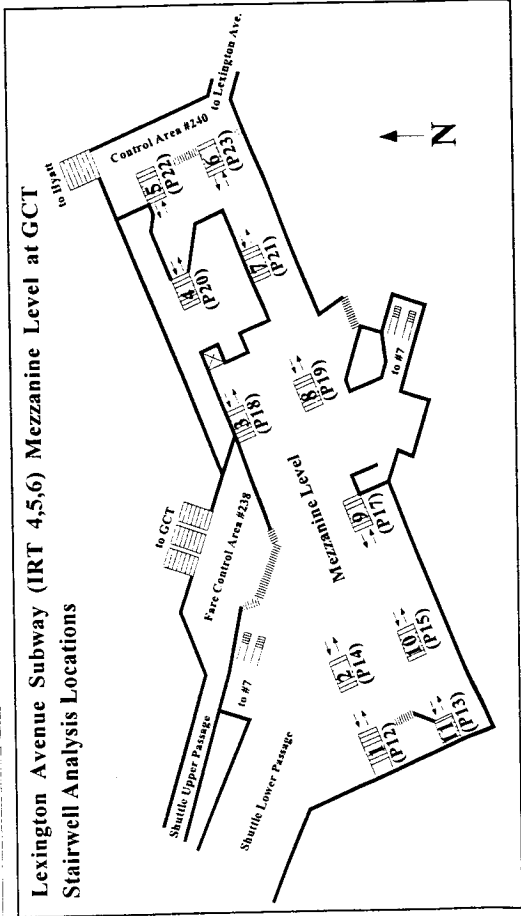 Lexington Avenue Subway (IRT 4,5,6) Mezzanine Level at GCT
Stairwell Analysis Locations
to Hyatt
Control Area #240
to Lexington Ave.
5
(P22)
6
(P23)
4
(P20)
7
(P21)
3
(P18)
8
(P19)
to GCT
Fare Control Area #238
Mezzanine Level
to #7
9
(P17)
to #7
Shuttle Upper Passage
Shuttle Lower Passage
2
(P14)
10
(P15)
1
(P12)
11
(P13)
N